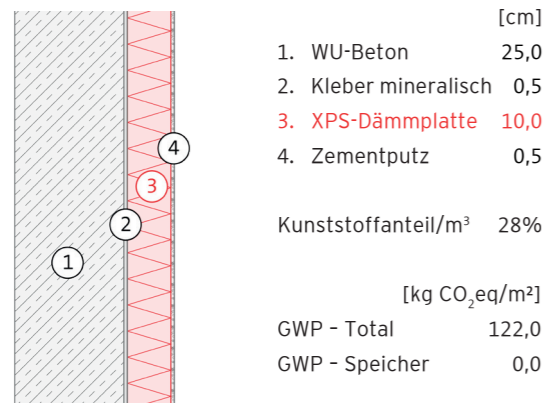 [cm]
1. WU-Beton 25,0
2. Kleber mineralisch 0,5
3. XPS-Dämmplatte 10,0
4. Zementputz 0,5
Kunststoffanteil/m³ 28%
[kg CO₂eq/m²]
GWP – Total 122,0
GWP – Speicher 0,0
4
3
2
1